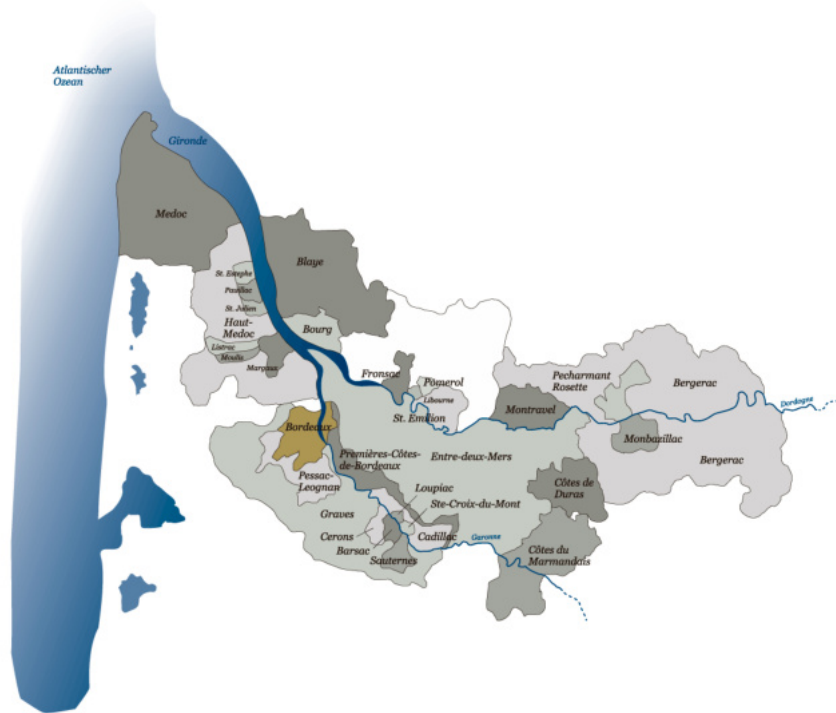 Atlantischer
Ozean
Gironde
Medoc
Blaye
St. Estephe
Pauillac
St. Julien
Haut-
Medoc
Bourg
Listrac
Moulis
Margaux
Fronsac
Pomerol
Libourne
St. Emilion
Pecharmant
Rosette
Bergerac
Dordogne
Montravel
Monbazillac
Bergerac
Bordeaux
Premières-Côtes-
de-Bordeaux
Entre-deux-Mers
Pessac-
Leognan
Loupiac
Ste-Croix-du-Mont
Côtes de
Duras
Graves
Cerons
Barsac
Cadillac
Garonne
Sauternes
Côtes du
Marmandais